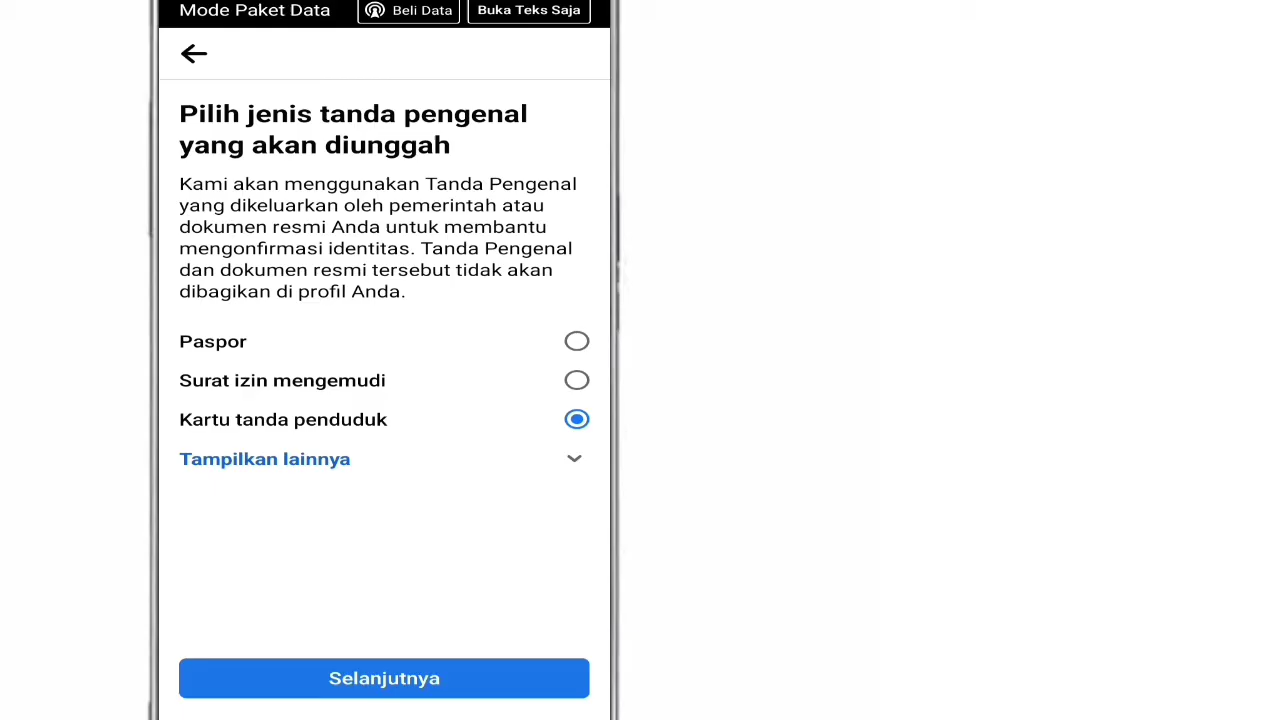 Mode Paket Data
Beli Data
Buka Teks Saja
Pilih jenis tanda pengenal
yang akan diunggah
Kami akan menggunakan Tanda Pengenal
yang dikeluarkan oleh pemerintah atau
dokumen resmi Anda untuk membantu
mengonfirmasi identitas. Tanda Pengenal
dan dokumen resmi tersebut tidak akan
dibagikan di profil Anda.
Paspor
Surat izin mengemudi
Kartu tanda penduduk
Tampilkan lainnya
Selanjutnya